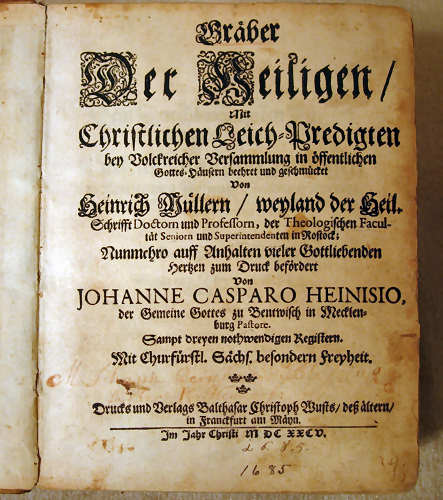 Gräber
Der Heiligen /
Mit
Christlichen Leich-Predigten
bey Volckreicher Versammlung in öffentlichen
Gottes-Häusern beehret und geschmücket
Von
Heinrich Müllern / weyland der Heil.
Schrifft Doctorn und Professorn, der Theologischen Facul-
tät Seniorn und Superintendenten in Rostock;
Nunmehro auff Anhalten vieler Gottliebenden
Hertzen zum Druck befördert
Von
JOHANNE CASPARO HEINISIO,
der Gemeine Gottes zu Bentwisch in Mecklen-
burg Pastore.
Sampt dreyen nothwendigen Registern.
Mit Churfürstl. Sächs. besondern Freyheit.
Drucks und Verlags Balthasar Christoph Wusts / deß ältern /
in Franckfurt am Mäyn.
Im Jahr Christi M DC XXCV.
1685